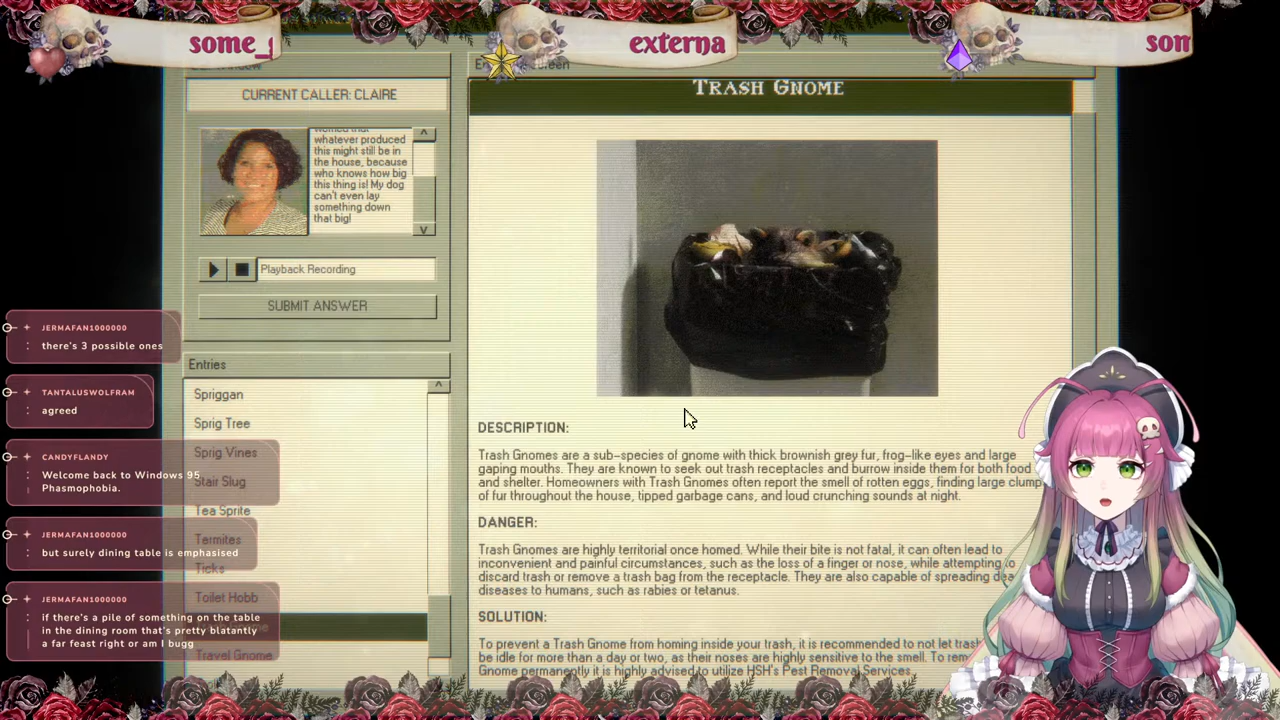 some_
externa
som
CURRENT CALLER: CLAIRE
whatever produced
this might still be in
the house, because
who knows how big
this thing is! My dog
can't even lay
something down
that big!
Playback Recording
SUBMIT ANSWER
Entries
Spriggan
Sprig Tree
Sprig Vines
Stair Slug
Tea Sprite
Termites
Ticks
Toilet Hobb
Travel Gnome
TRASH GNOME
DESCRIPTION:
Trash Gnomes are a sub-species of gnome with thick brownish grey fur, frog-like eyes and large
gaping mouths. They are known to seek out trash receptacles and burrow inside them for both food
and shelter. Homeowners with Trash Gnomes often report the smell of rotten eggs, finding large clump
of fur throughout the house, tipped garbage cans, and loud crunching sounds at night.
DANGER:
Trash Gnomes are highly territorial once homed. While their bite is not fatal, it can often lead to
inconvenient and painful circumstances, such as the loss of a finger or nose, while attempting to
discard trash or remove a trash bag from the receptacle. They are also capable of spreading dea
diseases to humans, such as rabies or tetanus.
SOLUTION:
To prevent a Trash Gnome from homing inside your trash, it is recommended to not let trash
be idle for more than a day or two, as their noses are highly sensitive to the smell. To rem
Gnome permanently it is highly advised to utilize HSH's Pest Removal Services.
JERMAFAN1000000
there's 3 possible ones
TANTALUSWOLFRAM
agreed
CANDYFLANDY
Welcome back to Windows 95
Phasmophobia.
JERMAFAN1000000
but surely dining table is emphasised
JERMAFAN1000000
if there's a pile of something on the table
in the dining room that's pretty blatantly
a far feast right or am I bugg